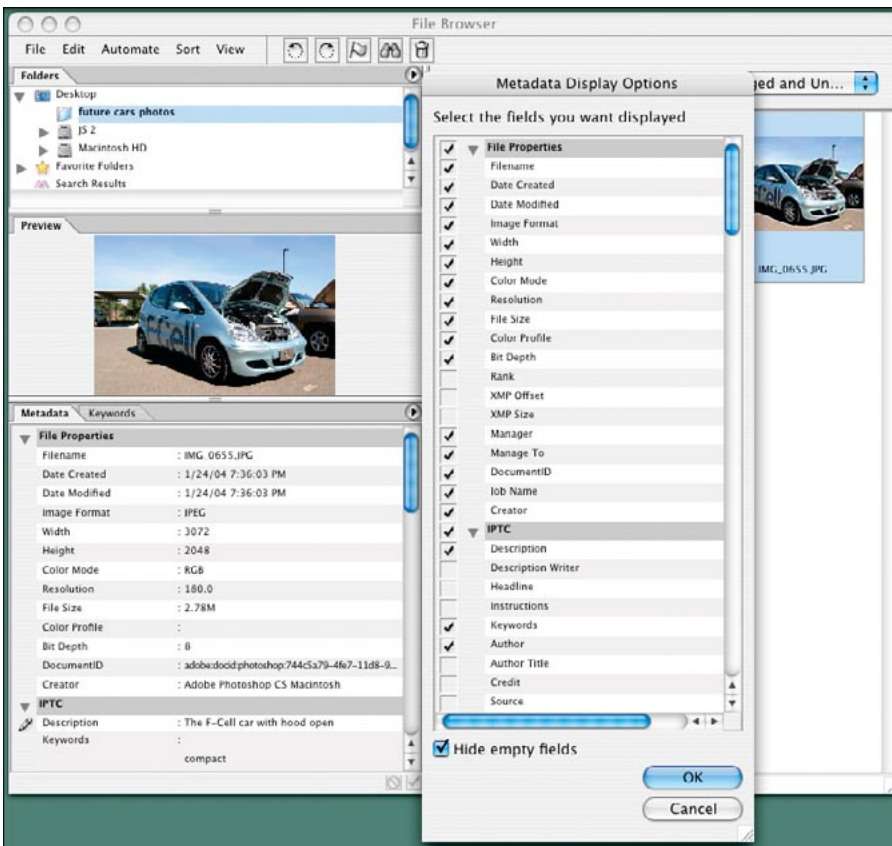 File Browser
File Edit Automate Sort View
Folders
Desktop
future cars photos
JS 2
Macintosh HD
Favorite Folders
Search Results
Preview
Metadata Keywords
File Properties
Filename : IMG_0655.JPG
Date Created : 1/24/04 7:36:03 PM
Date Modified : 1/24/04 7:36:03 PM
Image Format : JPEG
Width : 3072
Height : 2048
Color Mode : RGB
Resolution : 180.0
File Size : 2.78M
Color Profile :
Bit Depth : 8
DocumentID : adobe:docid:photoshop:744c5a79-4fe7-11d8-9...
Creator : Adobe Photoshop CS Macintosh
IPTC
Description : The F-Cell car with hood open
Keywords :
compact
Metadata Display Options
Select the fields you want displayed
File Properties
Filename
Date Created
Date Modified
Image Format
Width
Height
Color Mode
Resolution
File Size
Color Profile
Bit Depth
Rank
XMP Offset
XMP Size
Manager
Manage To
DocumentID
Job Name
Creator
IPTC
Description
Description Writer
Headline
Instructions
Keywords
Author
Author Title
Credit
Source
Hide empty fields
OK
Cancel
ged and Un...
IMG_0655.JPG